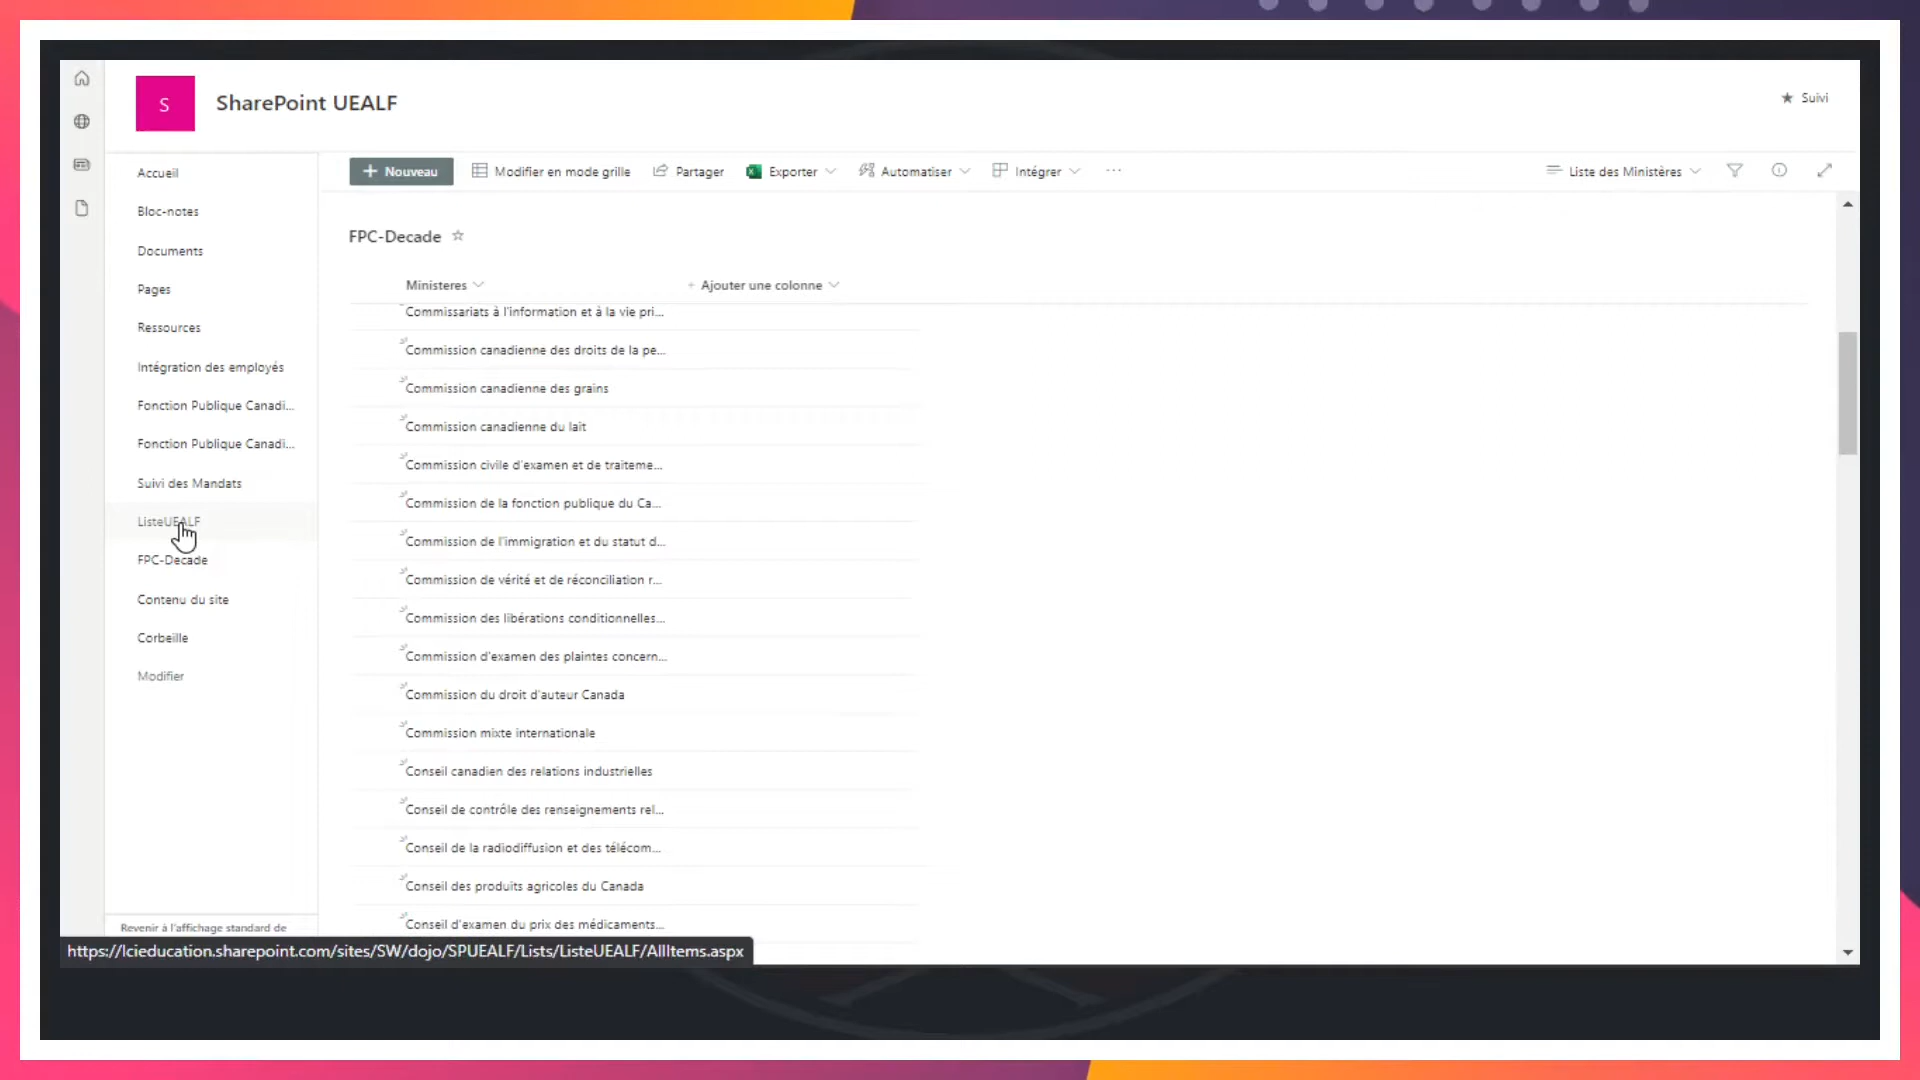 S
SharePoint UEALF
Suivi
Accueil
Bloc-notes
Documents
Pages
Ressources
Intégration des employés
Fonction Publique Canadi...
Fonction Publique Canadi...
Suivi des Mandats
ListeUEALF
FPC-Decade
Contenu du site
Corbeille
Modifier
Revenir à l'affichage standard de
+ Nouveau
Modifier en mode grille
Partager
Exporter
Automatiser
Intégrer
...
Liste des Ministères
FPC-Decade
Ministeres
+ Ajouter une colonne
Commissariats à l'information et à la vie pri...
Commission canadienne des droits de la pe...
Commission canadienne des grains
Commission canadienne du lait
Commission civile d'examen et de traiteme...
Commission de la fonction publique du Ca...
Commission de l'immigration et du statut d...
Commission de vérité et de réconciliation r...
Commission des libérations conditionnelles...
Commission d'examen des plaintes concern...
Commission du droit d'auteur Canada
Commission mixte internationale
Conseil canadien des relations industrielles
Conseil de contrôle des renseignements rel...
Conseil de la radiodiffusion et des télécom...
Conseil des produits agricoles du Canada
Conseil d'examen du prix des médicaments...
https://lcieducation.sharepoint.com/sites/SW/dojo/SPUEALF/Lists/ListeUEALF/AllItems.aspx